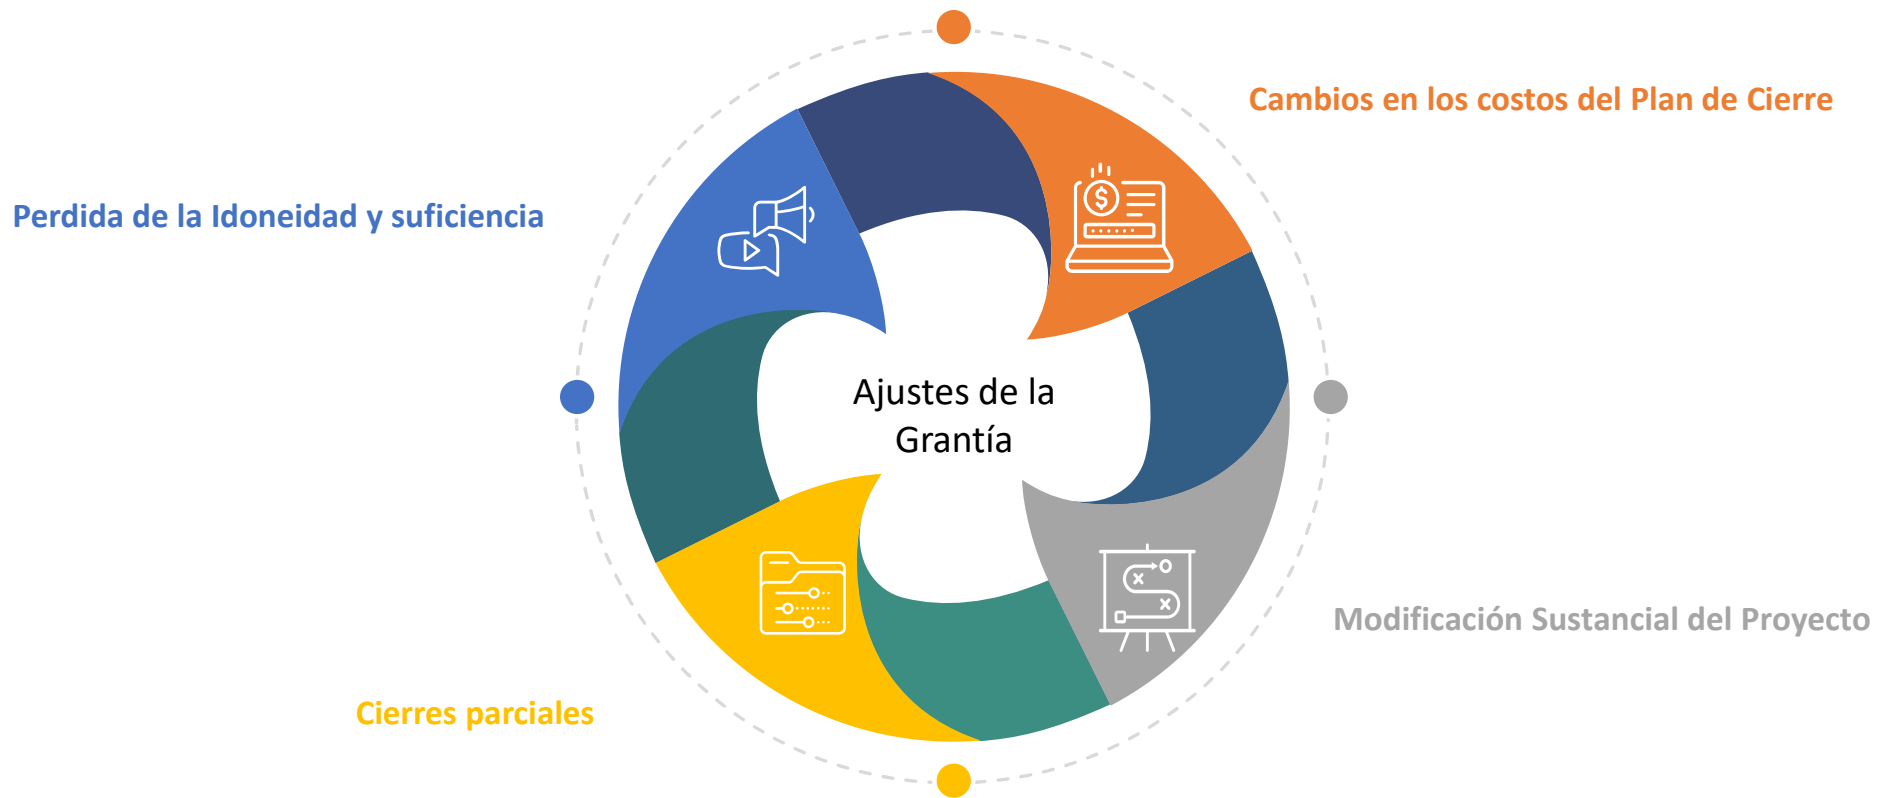 Cambios en los costos del Plan de Cierre
Perdida de la Idoneidad y suficiencia
$
Ajustes de la
Grantía
Modificación Sustancial del Proyecto
Cierres parciales